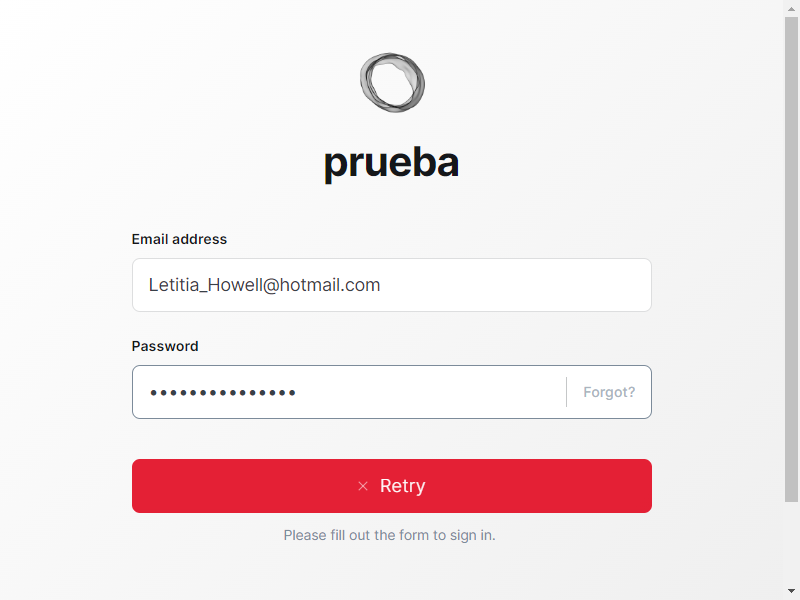 prueba
Email address
Letitia_Howell@hotmail.com
Password
•••••••••••••••
Forgot?
× Retry
Please fill out the form to sign in.